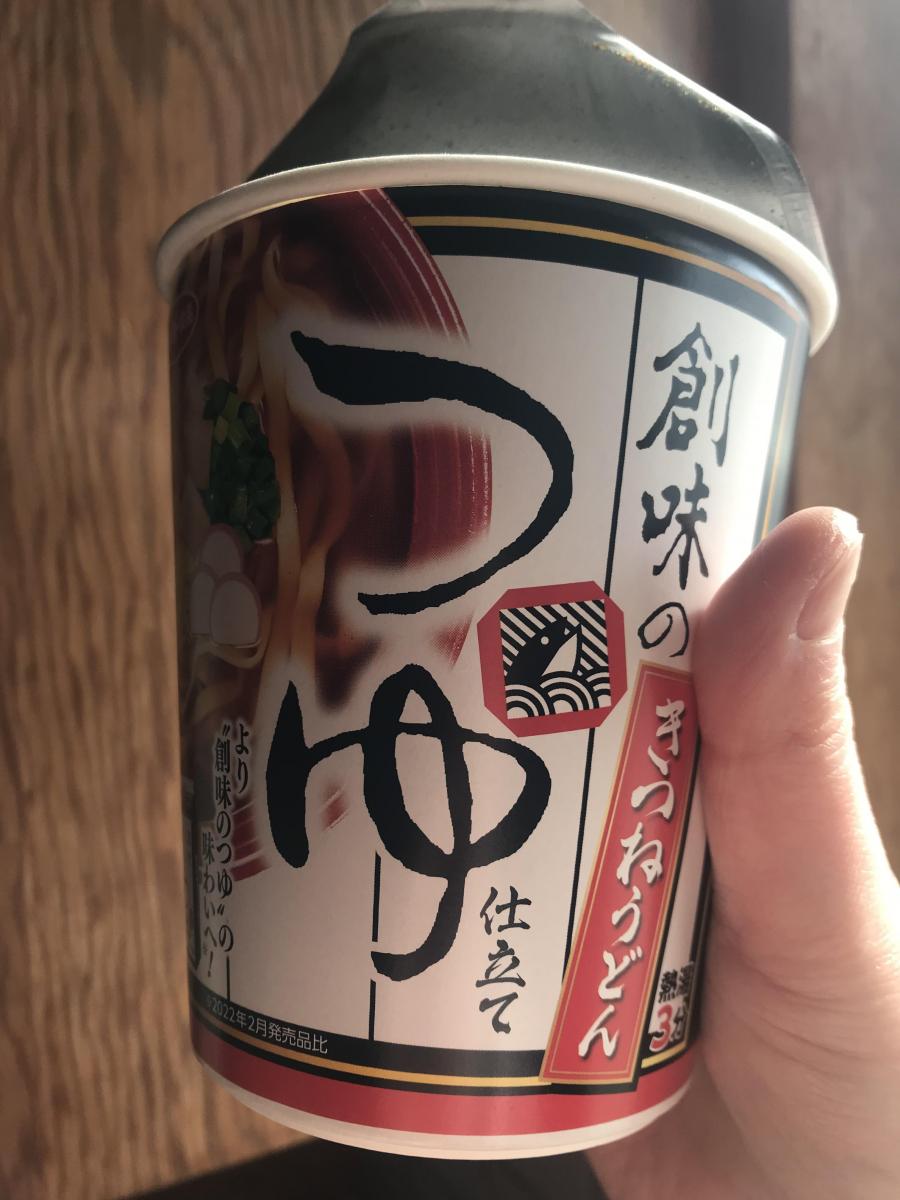 創味の
つゆ
仕立て
きつねうどん
熱湯
3分
より
〝創味のつゆ〟の
味わいへ!
※2022年2月発売品比